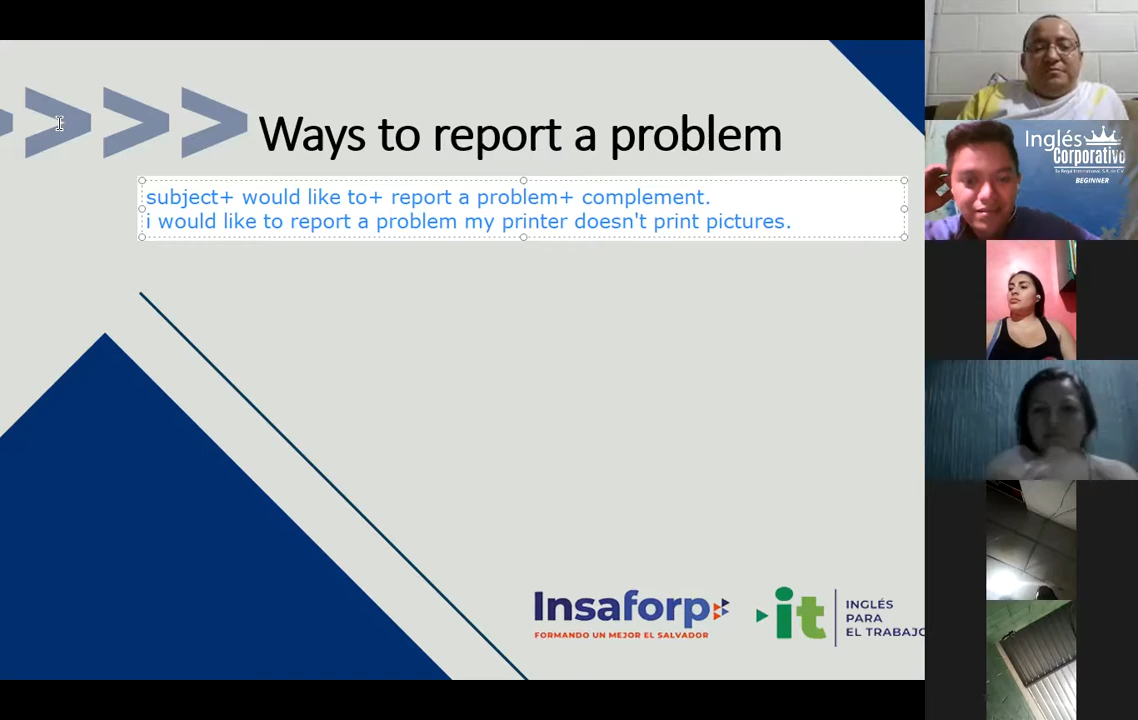 Ways to report a problem
subject+ would like to+ report a problem+ complement.
i would like to report a problem my printer doesn't print pictures.
Insaforp
FORMANDO UN MEJOR EL SALVADOR
it
INGLÉS
PARA
EL TRABAJO
Inglés
Corporativo
BEGINNER